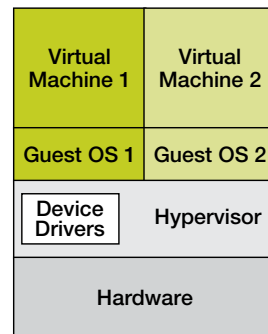 Virtual
Machine 1
Virtual
Machine 2
Guest OS 1
Guest OS 2
Device
Drivers
Hypervisor
Hardware